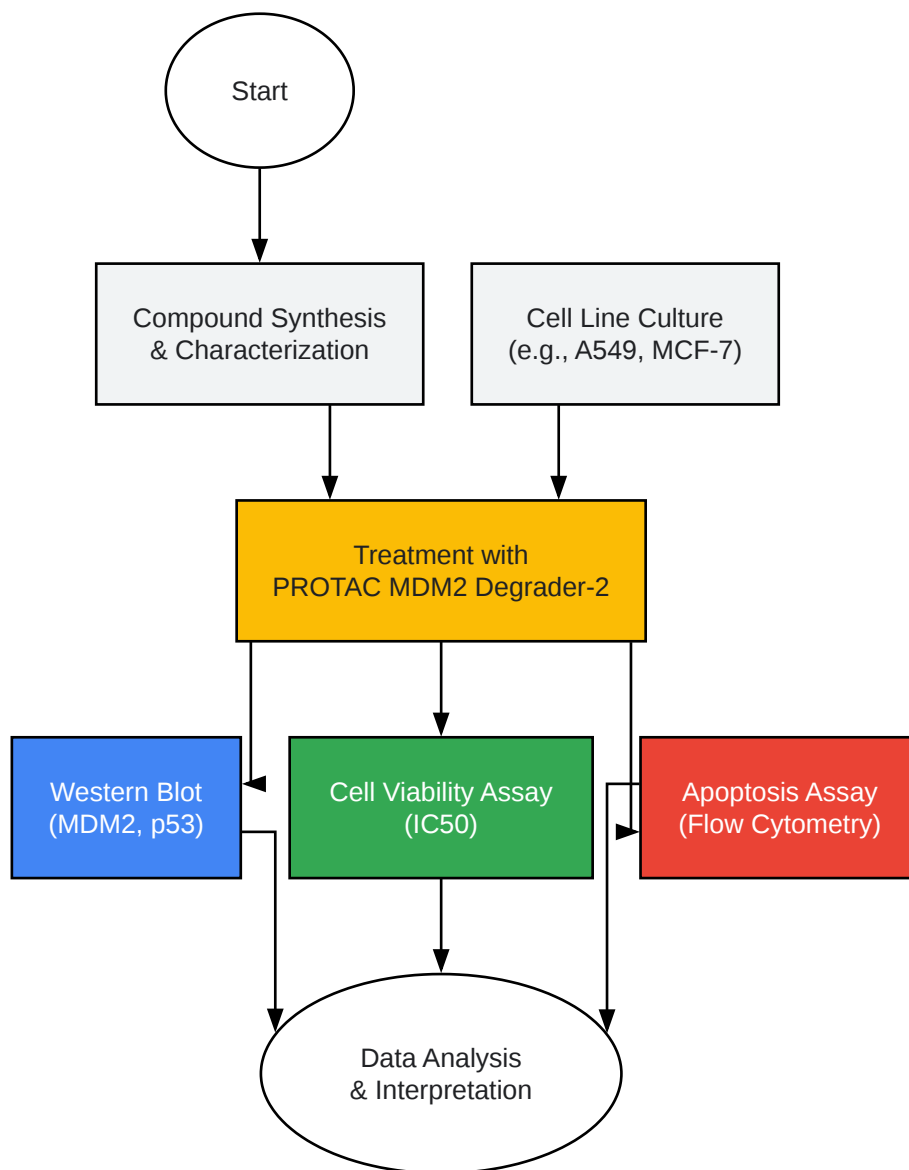 Start
Compound Synthesis
& Characterization
Cell Line Culture
(e.g., A549, MCF-7)
Treatment with
PROTAC MDM2 Degrader-2
Western Blot
(MDM2, p53)
Cell Viability Assay
(IC50)
Apoptosis Assay
(Flow Cytometry)
Data Analysis
& Interpretation